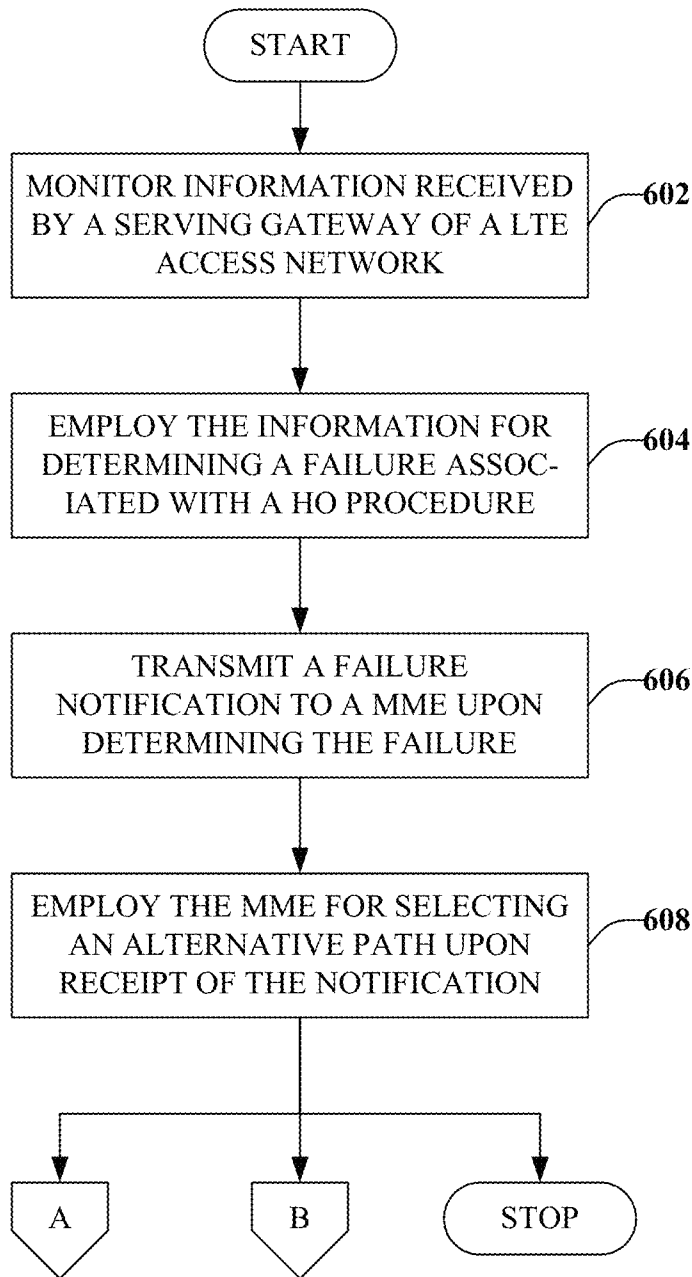 START
MONITOR INFORMATION RECEIVED
BY A SERVING GATEWAY OF A LTE
ACCESS NETWORK
602
EMPLOY THE INFORMATION FOR
DETERMINING A FAILURE ASSOC-
IATED WITH A HO PROCEDURE
604
TRANSMIT A FAILURE
NOTIFICATION TO A MME UPON
DETERMINING THE FAILURE
606
EMPLOY THE MME FOR SELECTING
AN ALTERNATIVE PATH UPON
RECEIPT OF THE NOTIFICATION
608
A
B
STOP